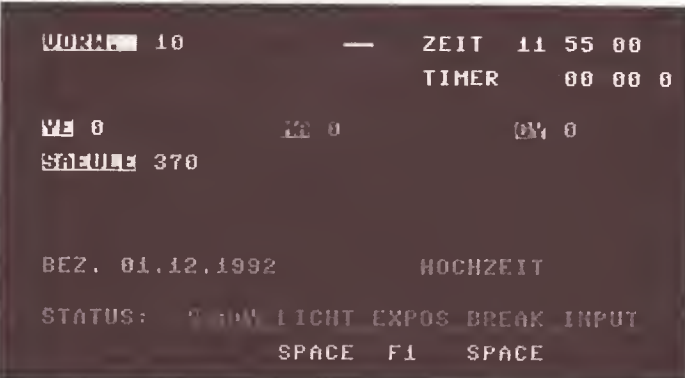 VORW. 10 — ZEIT 11 55 00
TIMER 00 00 0
YE 0 0 0
SAEULE 370
BEZ. 01.12.1992 HOCHZEIT
STATUS: LICHT EXPOS BREAK INPUT
SPACE F1 SPACE